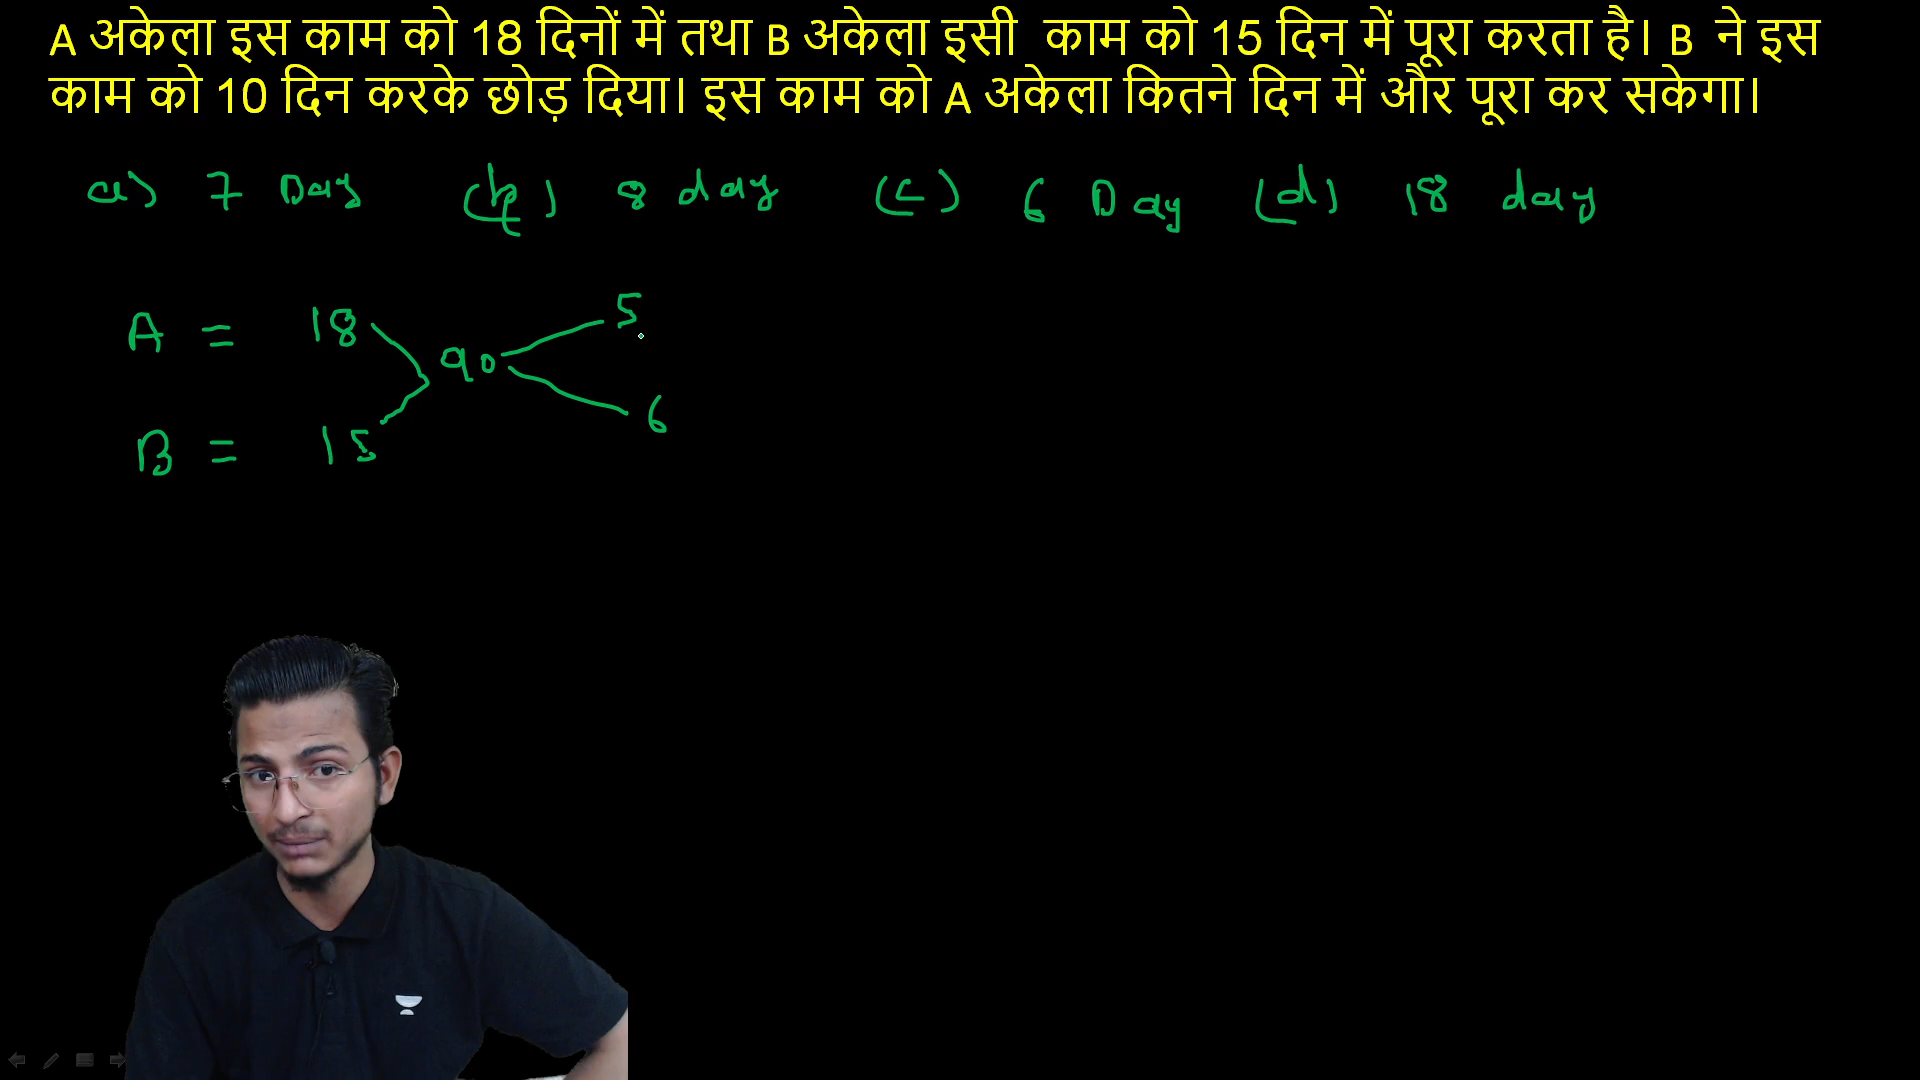 A अकेला इस काम को 18 दिनों में तथा B अकेला इसी काम को 15 दिन में पूरा करता है। B ने इस
काम को 10 दिन करके छोड़ दिया। इस काम को A अकेला कितने दिन में और पूरा कर सकेगा।
a) 7 Day (b) 8 day (c) 6 Day (d) 18 day
A = 18 90 5
B = 15 6